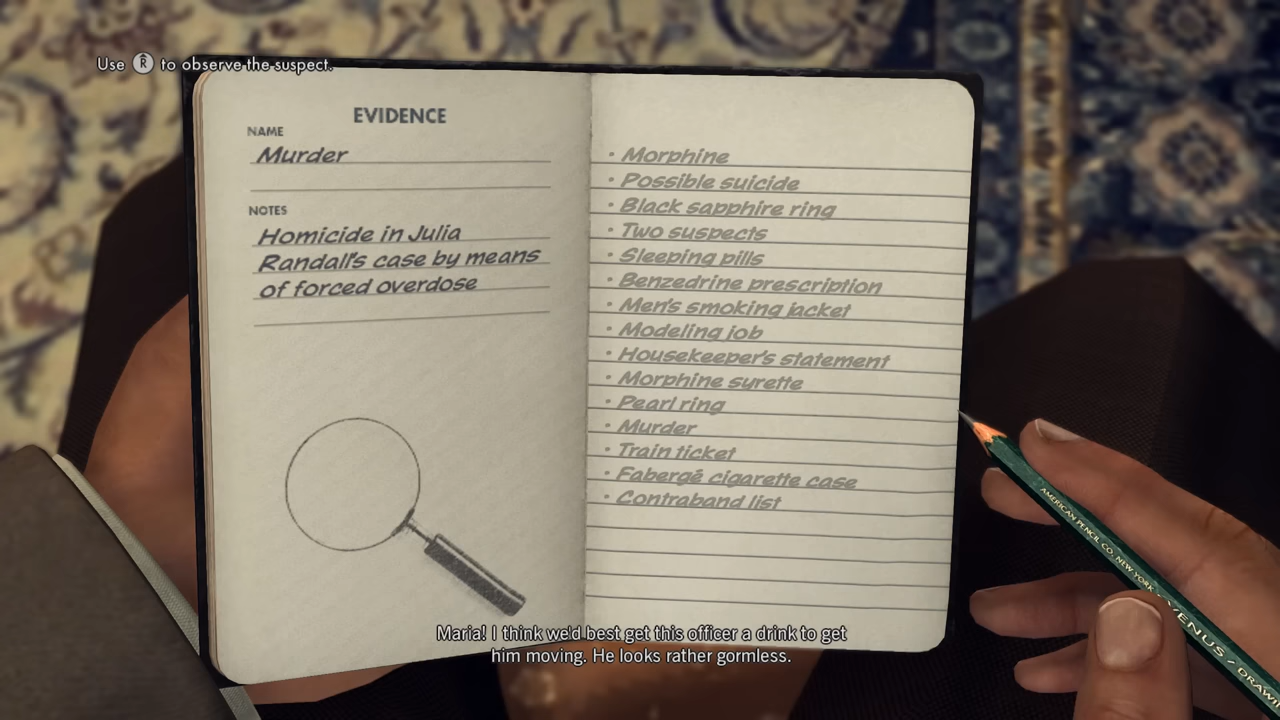 Use R to observe the suspect.
EVIDENCE
NAME
Murder
NOTES
Homicide in Julia
Randall's case by means
of forced overdose
• Morphine
• Possible suicide
• Black sapphire ring
• Two suspects
• Sleeping pills
• Benzedrine prescription
• Men's smoking jacket
• Modeling job
• Housekeeper's statement
• Morphine syrette
• Pearl ring
• Murder
• Train ticket
• Fabergé cigarette case
• Contraband list
AMERICAN PENCIL CO. NEW YORK
VENUS / DRAWI
Maria! I think we'd best get this officer a drink to get
him moving. He looks rather gormless.